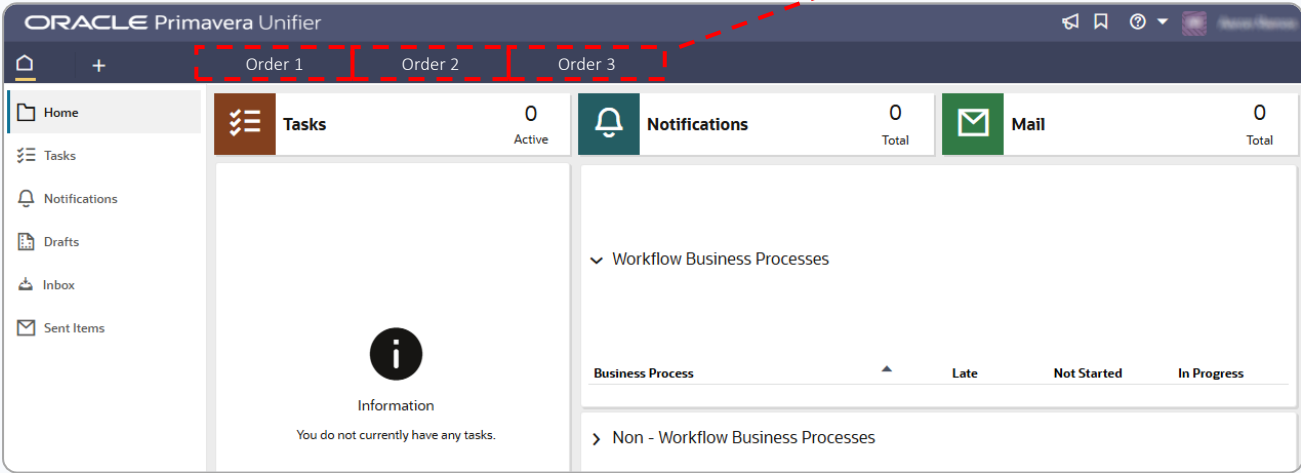 ORACLE Primavera Unifier
+ Order 1 Order 2 Order 3
Home
Tasks
Notifications
Drafts
Inbox
Sent Items
Tasks
0
Active
Notifications
0
Total
Mail
0
Total
Information
You do not currently have any tasks.
Workflow Business Processes
Business Process Late Not Started In Progress
Non - Workflow Business Processes